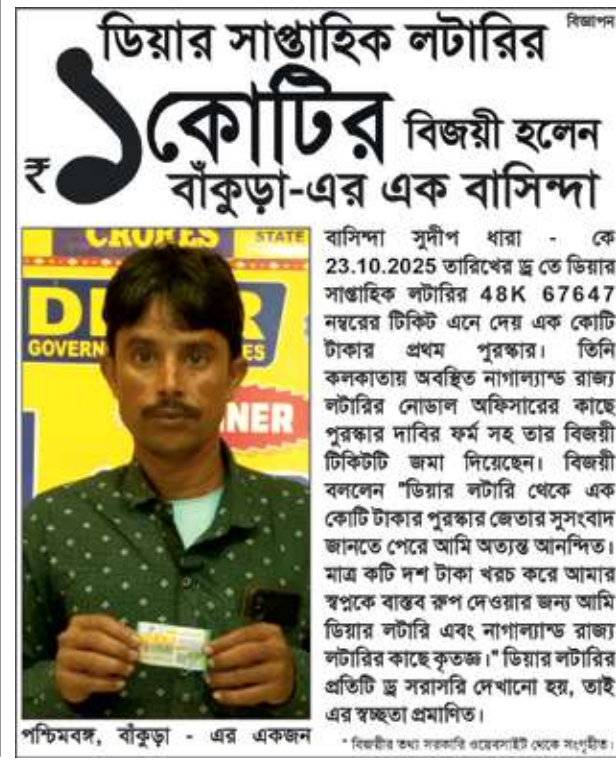 বিজ্ঞাপন
ডিয়ার সাপ্তাহিক লটারির
₹ ১ কোটির বিজয়ী হলেন
বাঁকুড়া-এর এক বাসিন্দা
CRORES STATE
GOVERN
NER
পশ্চিমবঙ্গ, বাঁকুড়া - এর একজন
বাসিন্দা সুদীপ ধারা - কে
23.10.2025 তারিখের ড্র তে ডিয়ার
সাপ্তাহিক লটারির 48K 67647
নম্বরের টিকিট এনে দেয় এক কোটি
টাকার প্রথম পুরস্কার। তিনি
কলকাতায় অবস্থিত নাগাল্যান্ড রাজ্য
লটারির নোডাল অফিসারের কাছে
পুরস্কার দাবির ফর্ম সহ তার বিজয়ী
টিকিটটি জমা দিয়েছেন। বিজয়ী
বললেন "ডিয়ার লটারি থেকে এক
কোটি টাকার পুরস্কার জেতার সুসংবাদ
জানতে পেরে আমি অত্যন্ত আনন্দিত।
মাত্র কটি দশ টাকা খরচ করে আমার
স্বপ্নকে বাস্তব রুপ দেওয়ার জন্য আমি
ডিয়ার লটারি এবং নাগাল্যান্ড রাজ্য
লটারির কাছে কৃতজ্ঞ।" ডিয়ার লটারির
প্রতিটি ড্র সরাসরি দেখানো হয়, তাই
এর স্বচ্ছতা প্রমাণিত।
* বিজয়ীর তথ্য সরকারি ওয়েবসাইট থেকে সংগৃহীত।